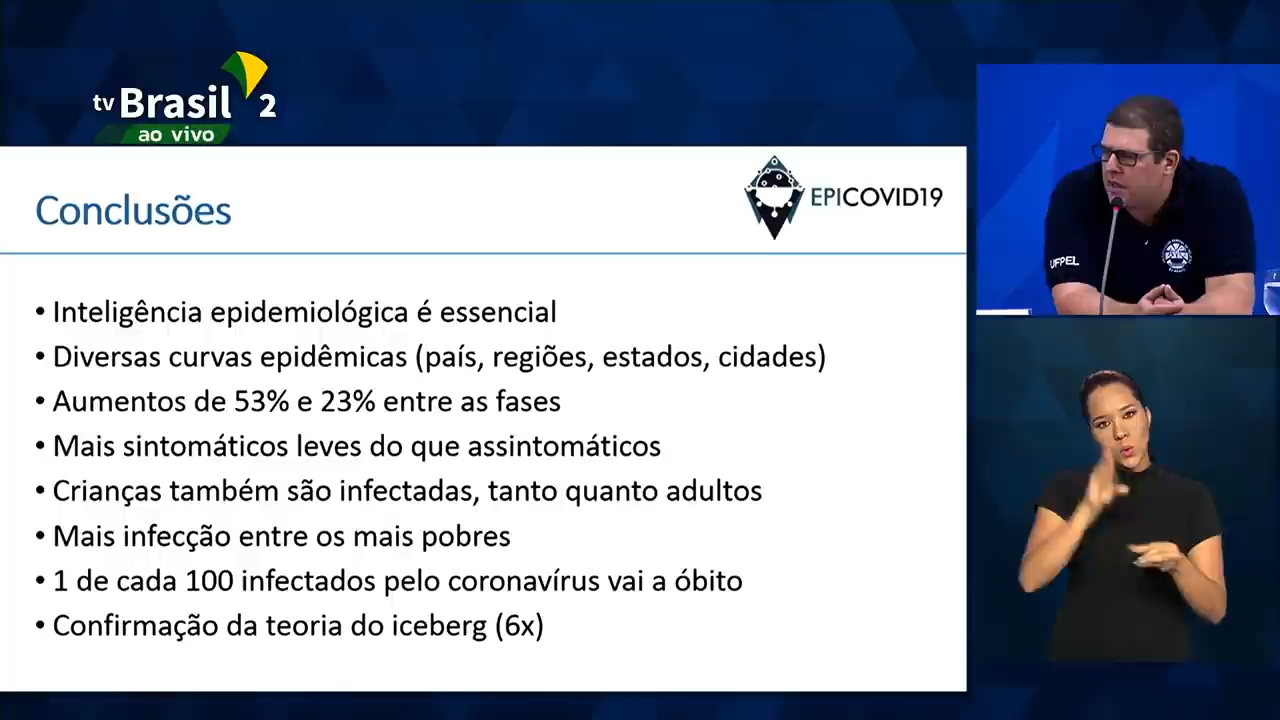 tv Brasil 2
ao vivo
Conclusões
EPICOVID19
• Inteligência epidemiológica é essencial
• Diversas curvas epidêmicas (país, regiões, estados, cidades)
• Aumentos de 53% e 23% entre as fases
• Mais sintomáticos leves do que assintomáticos
• Crianças também são infectadas, tanto quanto adultos
• Mais infecção entre os mais pobres
• 1 de cada 100 infectados pelo coronavírus vai a óbito
• Confirmação da teoria do iceberg (6x)
UFPEL